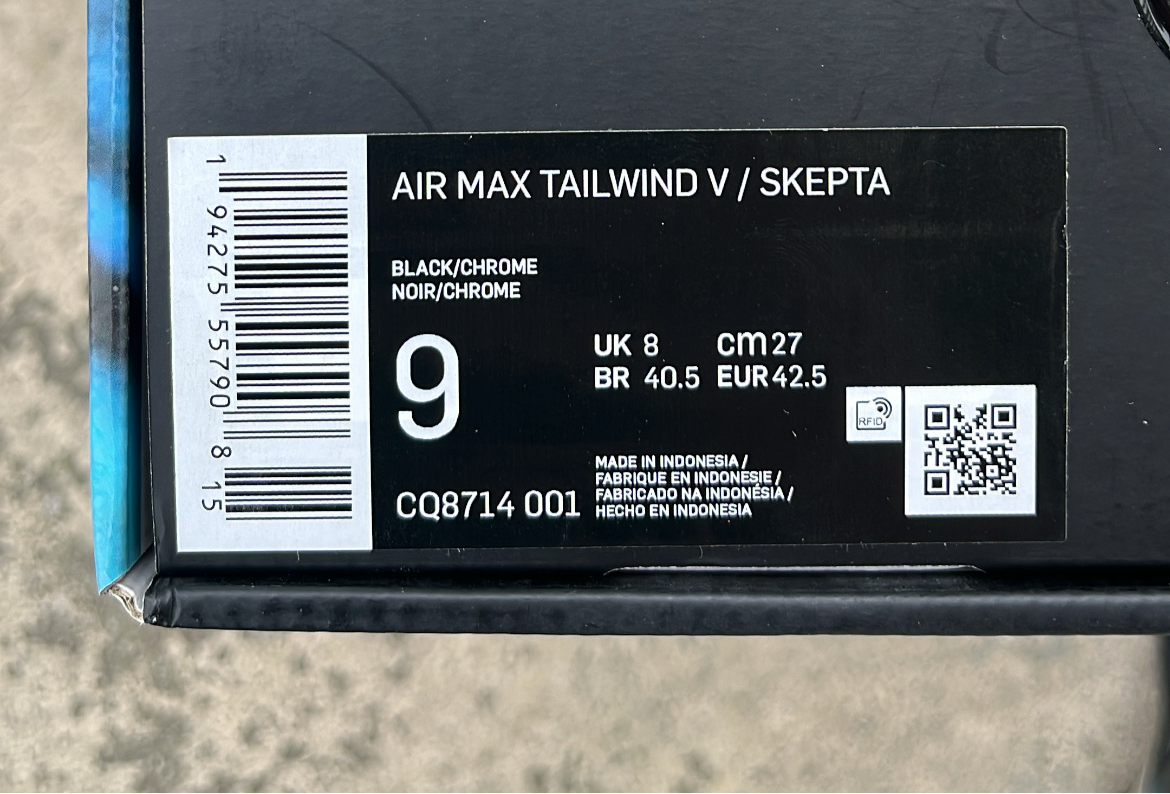 1 94275 55790 8 15
AIR MAX TAILWIND V / SKEPTA
BLACK/CHROME
NOIR/CHROME
9
UK 8 cm 27
BR 40.5 EUR 42.5
RFID
CQ8714 001
MADE IN INDONESIA /
FABRIQUE EN INDONESIE /
FABRICADO NA INDONÉSIA /
HECHO EN INDONESIA